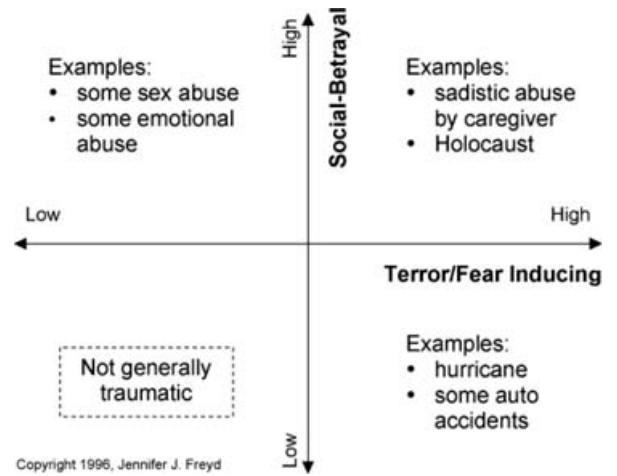 High
Social-Betrayal
Examples:
• some sex abuse
• some emotional
abuse
Examples:
• sadistic abuse
by caregiver
• Holocaust
Low
High
Terror/Fear Inducing
Not generally
traumatic
Examples:
• hurricane
• some auto
accidents
Low
Copyright 1996, Jennifer J. Freyd